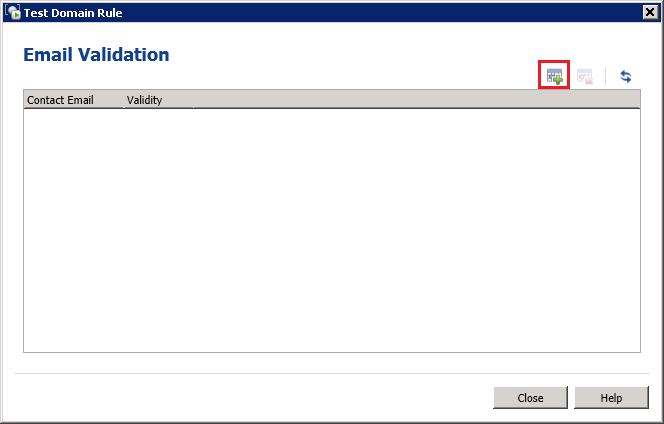 Test Domain Rule
Email Validation
Contact Email Validity
Close Help